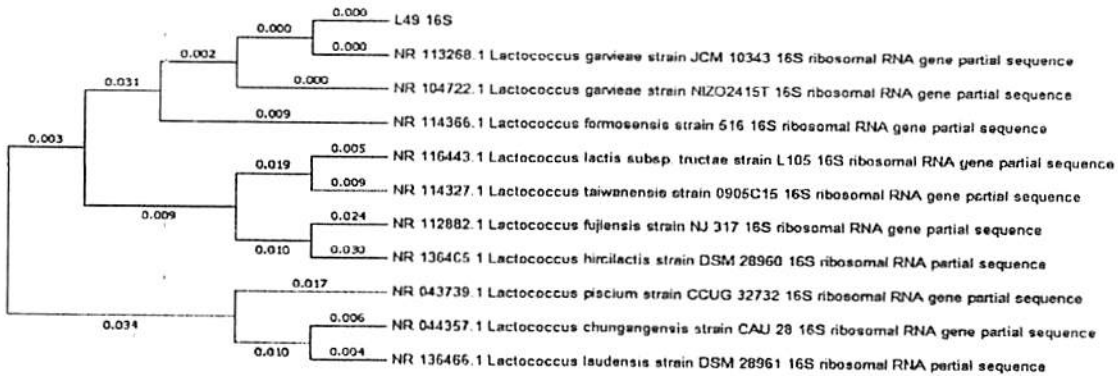 0.000
L49 16S
0.000
0.000
NR 113268.1 Lactococcus garvieae strain JCM 10343 16S ribosomal RNA gene partial sequence
0.002
0.000
NR 104722.1 Lactococcus garvieae strain NIZO2415T 16S ribosomal RNA gene partial sequence
0.031
0.009
NR 114366.1 Lactococcus formosensis strain 516 16S ribosomal RNA gene partial sequence
0.003
0.005
NR 116443.1 Lactococcus lactis subsp. tructae strain L105 16S ribosomal RNA gene partial sequence
0.019
0.009
NR 114327.1 Lactococcus taiwanensis strain 0905C15 16S ribosomal RNA gene partial sequence
0.009
0.024
NR 112882.1 Lactococcus fujiensis strain NJ 317 16S ribosomal RNA gene partial sequence
0.010
0.030
NR 136465.1 Lactococcus hircilactis strain DSM 28960 16S ribosomal RNA partial sequence
0.017
NR 043739.1 Lactococcus piscium strain CCUG 32732 16S ribosomal RNA gene partial sequence
0.034
0.006
NR 044357.1 Lactococcus chungangensis strain CAU 28 16S ribosomal RNA gene partial sequence
0.010
0.004
NR 136466.1 Lactococcus laudensis strain DSM 28961 16S ribosomal RNA partial sequence